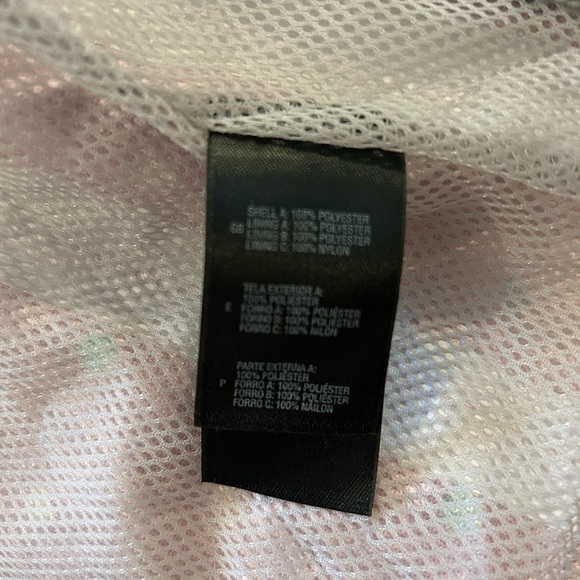 SHELL A: 100% POLYESTER
GB LINING A: 100% POLYESTER
LINING B: 100% POLYESTER
LINING C: 100% NYLON
TELA EXTERIOR A:
100% POLIÉSTER
E FORRO A: 100% POLIÉSTER
FORRO B: 100% POLIÉSTER
FORRO C: 100% NILON
PARTE EXTERNA A:
100% POLIÉSTER
P FORRO A: 100% POLIÉSTER
FORRO B: 100% POLIÉSTER
FORRO C: 100% NÁILON